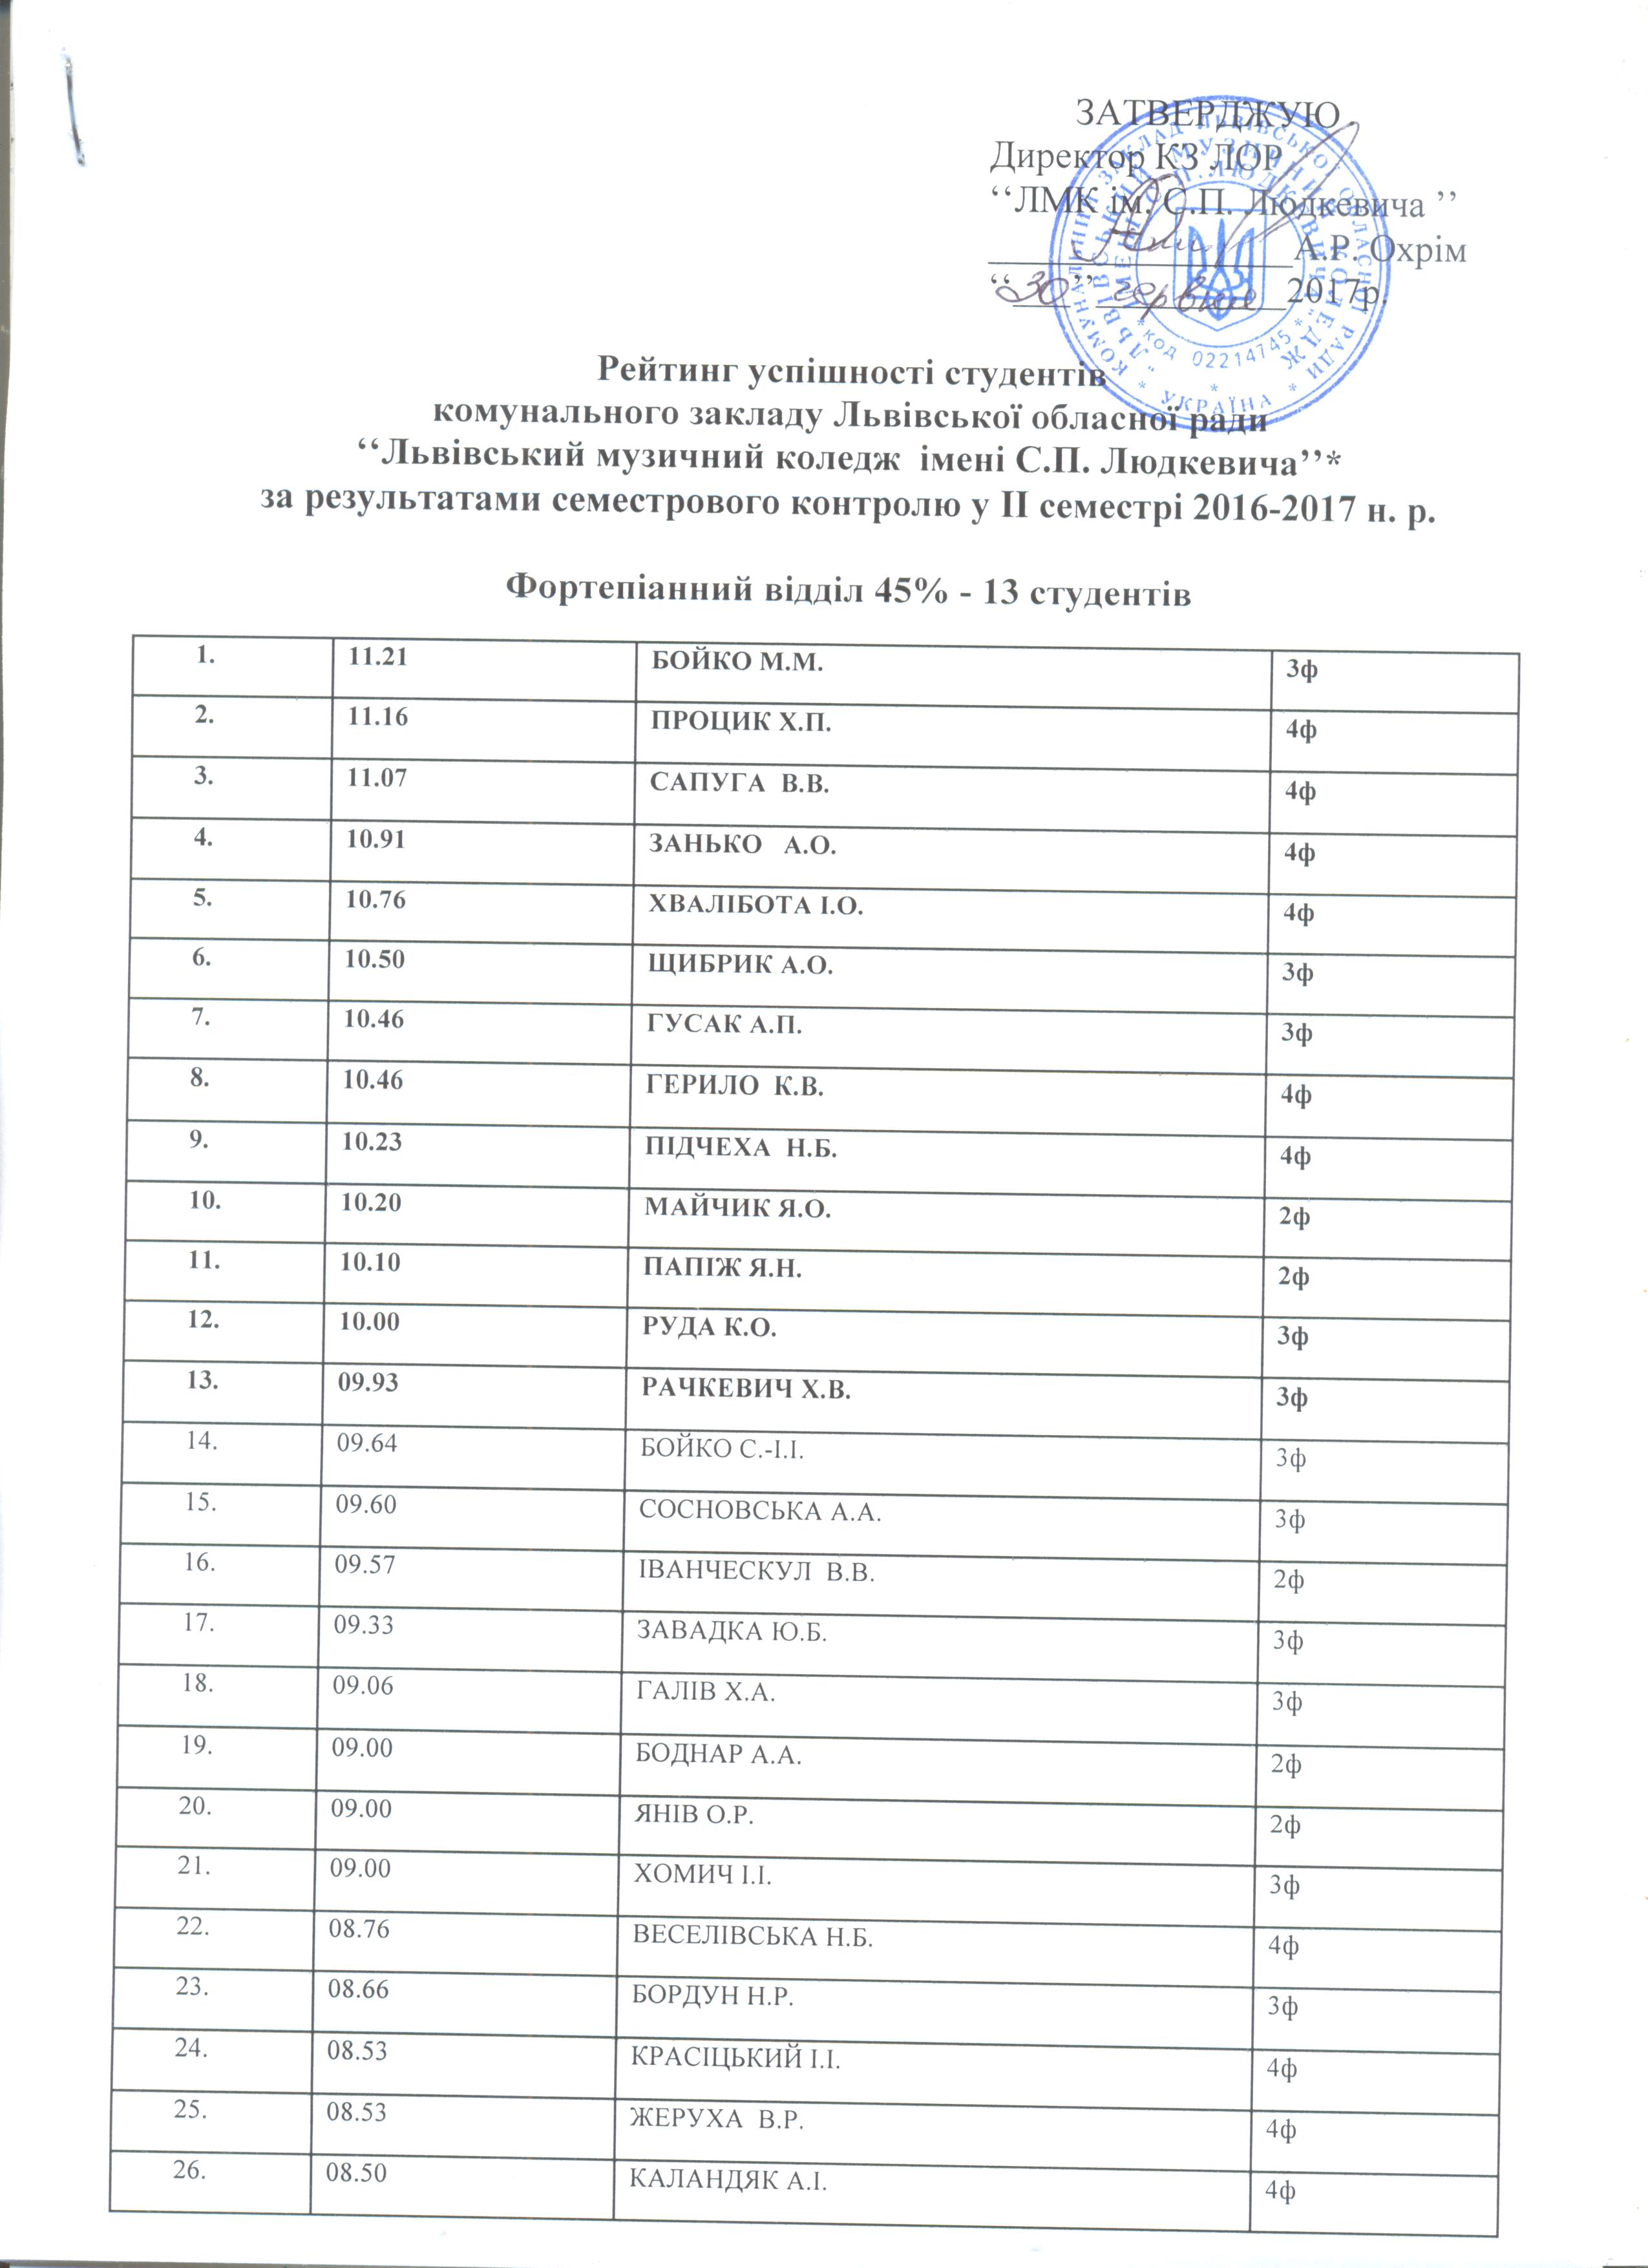 ЗАТВЕРДЖУЮ
Директор КЗ ЛОР
‘‘ЛМК ім. С.П. Людкевича ’’
А.Р. Охрім
“30” червня 2017р.
КОМУНАЛЬНИЙ ЗАКЛАД ЛЬВІВСЬКОЇ ОБЛАСНОЇ РАДИ
* УКРАЇНА *
„ЛЬВІВСЬКИЙ МУЗИЧНИЙ КОЛЕДЖ
ІМЕНІ С.П.ЛЮДКЕВИЧА”
*код 02214745*
Рейтинг успішності студентів
комунального закладу Львівської обласної ради
‘‘Львівський музичний коледж імені С.П. Людкевича’’*
за результатами семестрового контролю у ІІ семестрі 2016-2017 н. р.
Фортепіанний відділ 45% - 13 студентів
1. 11.21 БОЙКО М.М. 3ф
2. 11.16 ПРОЦИК Х.П. 4ф
3. 11.07 САПУГА В.В. 4ф
4. 10.91 ЗАНЬКО А.О. 4ф
5. 10.76 ХВАЛІБОТА І.О. 4ф
6. 10.50 ЩИБРИК А.О. 3ф
7. 10.46 ГУСАК А.П. 3ф
8. 10.46 ГЕРИЛО К.В. 4ф
9. 10.23 ПІДЧЕХА Н.Б. 4ф
10. 10.20 МАЙЧИК Я.О. 2ф
11. 10.10 ПАПІЖ Я.Н. 2ф
12. 10.00 РУДА К.О. 3ф
13. 09.93 РАЧКЕВИЧ Х.В. 3ф
14. 09.64 БОЙКО С.-І.І. 3ф
15. 09.60 СОСНОВСЬКА А.А. 3ф
16. 09.57 ІВАНЧЕСКУЛ В.В. 2ф
17. 09.33 ЗАВАДКА Ю.Б. 3ф
18. 09.06 ГАЛІВ Х.А. 3ф
19. 09.00 БОДНАР А.А. 2ф
20. 09.00 ЯНІВ О.Р. 2ф
21. 09.00 ХОМИЧ І.І. 3ф
22. 08.76 ВЕСЕЛІВСЬКА Н.Б. 4ф
23. 08.66 БОРДУН Н.Р. 3ф
24. 08.53 КРАСІЦЬКИЙ І.І. 4ф
25. 08.53 ЖЕРУХА В.Р. 4ф
26. 08.50 КАЛАНДЯК А.І. 4ф